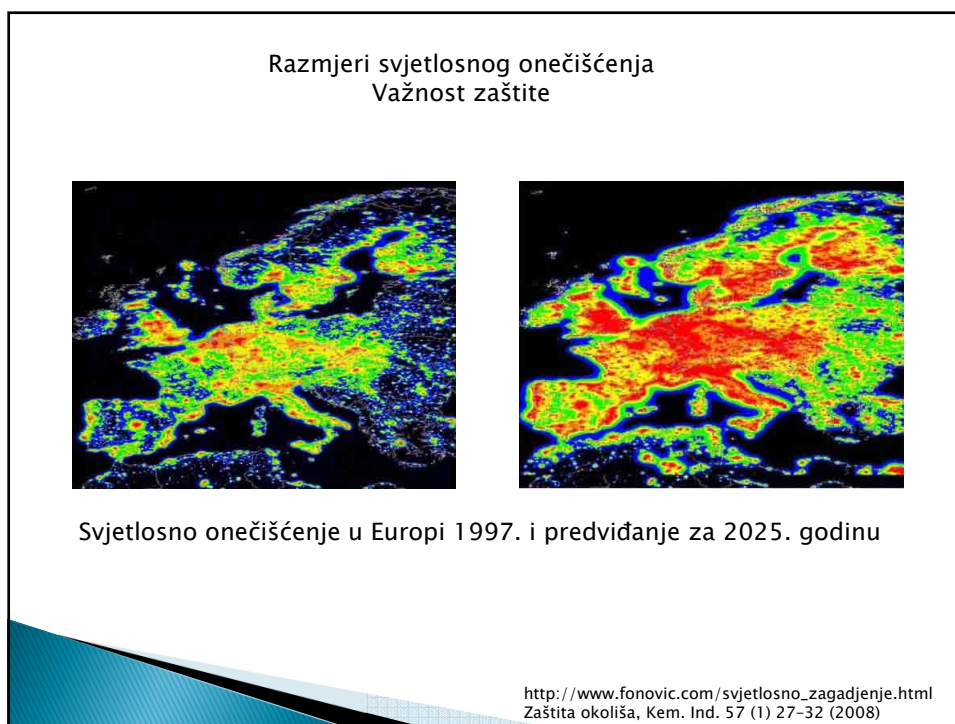 Razmjeri svjetlosnog onečišćenja
Važnost zaštite
Svjetlosno onečišćenje u Europi 1997. i predviđanje za 2025. godinu
http://www.fonovic.com/svjetlosno_zagadjenje.html
Zaštita okoliša, Kem. Ind. 57 (1) 27–32 (2008)